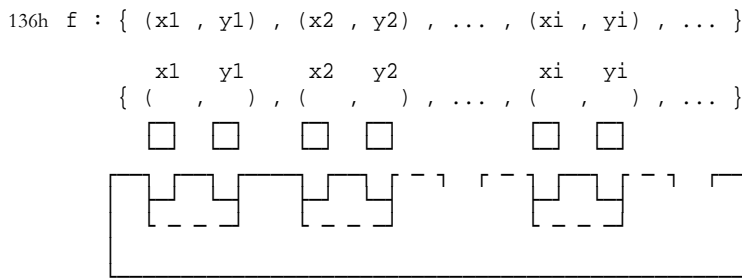 136h f : { (x1 , y1) , (x2 , y2) , ... , (xi , yi) , ... }
x1 y1 x2 y2 xi yi
{ ( , ) , ( , ) , ... , ( , ) , ... }